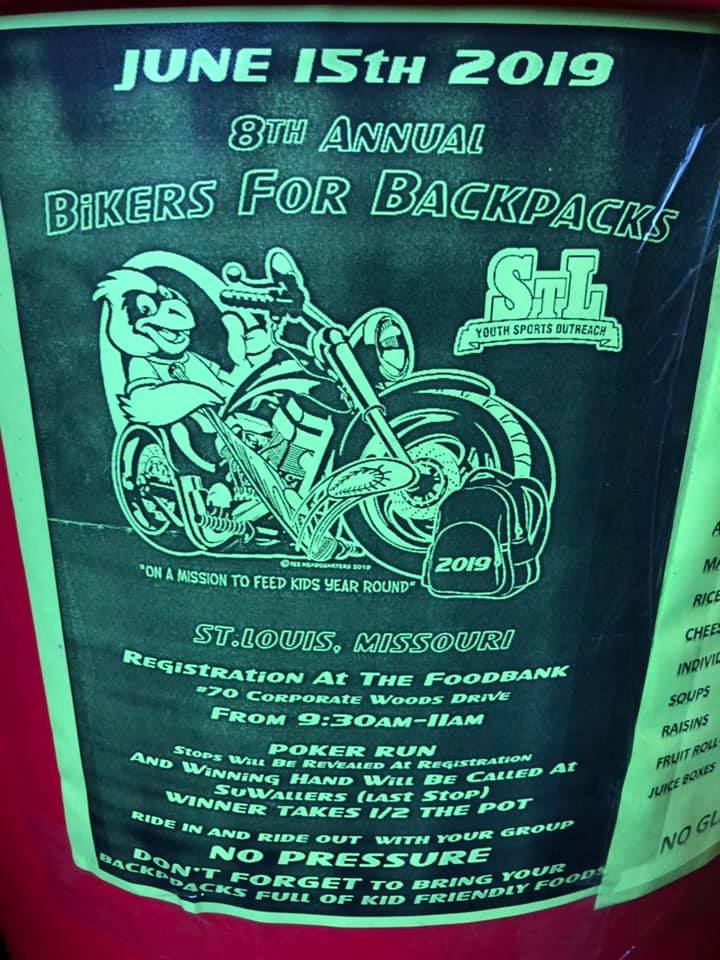 JUNE 15TH 2019
8TH ANNUAL
BIKERS FOR BACKPACKS
STL
YOUTH SPORTS OUTREACH
2019
"ON A MISSION TO FEED KIDS YEAR ROUND"
ST.LOUIS, MISSOURI
REGISTRATION AT THE FOODBANK
#70 CORPORATE WOODS DRIVE
FROM 9:30AM-11AM
POKER RUN
STOPS WILL BE REVEALED AT REGISTRATION
AND WINNING HAND WILL BE CALLED AT
SUWALLERS (LAST STOP)
WINNER TAKES 1/2 THE POT
RIDE IN AND RIDE OUT WITH YOUR GROUP
NO PRESSURE
DON'T FORGET TO BRING YOUR
BACKPACKS FULL OF KID FRIENDLY FOODS
RICE
SOUPS
RAISINS
FRUIT ROLL-
JUICE BOXES
NO